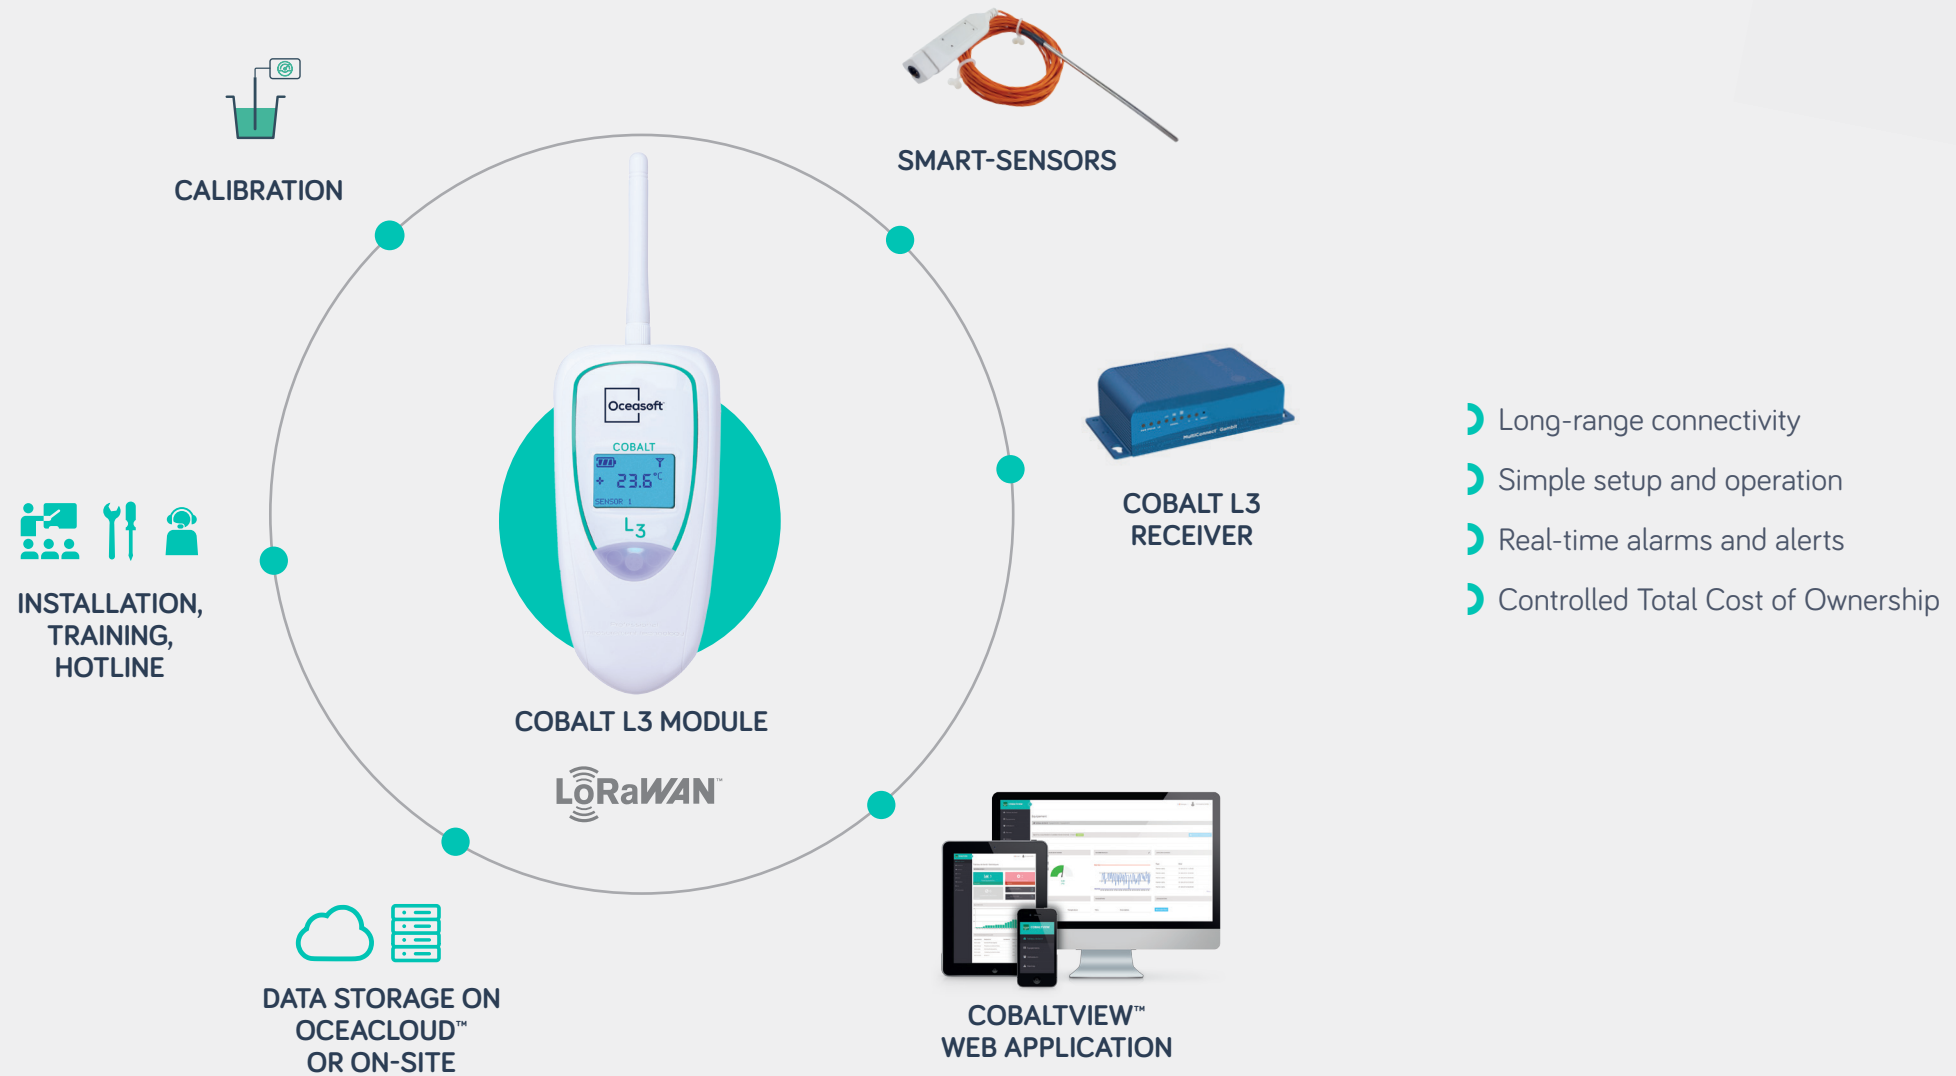 CALIBRATION
SMART-SENSORS
Oceasoft
COBALT
+ 23.6°C
SENSOR 1
L3
MultiConnect® Conduit
COBALT L3
RECEIVER
Long-range connectivity
Simple setup and operation
Real-time alarms and alerts
Controlled Total Cost of Ownership
INSTALLATION,
TRAINING,
HOTLINE
COBALT L3 MODULE
LoRaWAN™
DATA STORAGE ON
OCEACLOUD™
OR ON-SITE
COBALTVIEW™
WEB APPLICATION